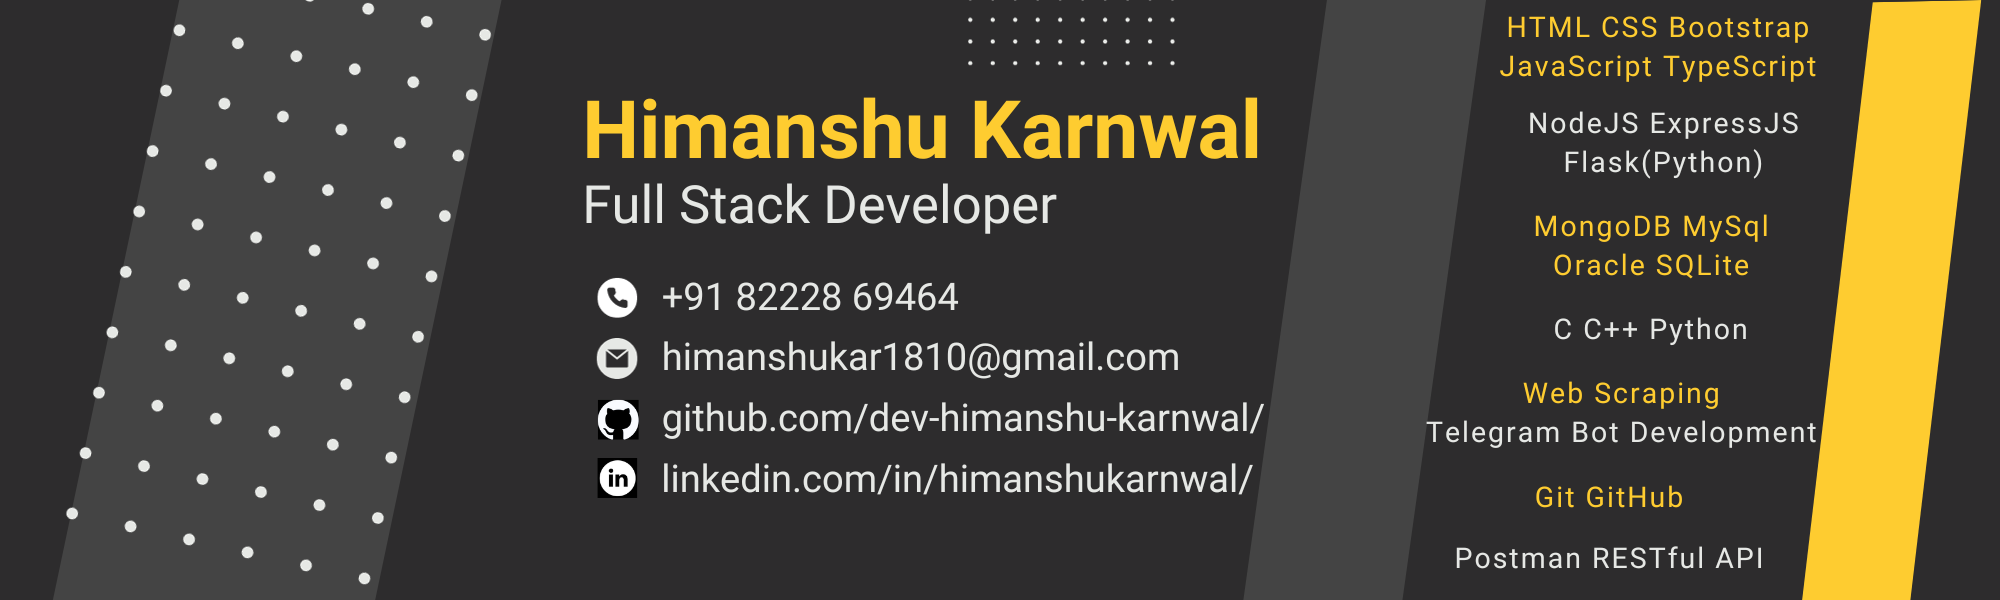 Himanshu Karnwal
Full Stack Developer
+91 82228 69464
himanshukar1810@gmail.com
github.com/dev-himanshu-karnwal/
in
linkedin.com/in/himanshukarnwal/
HTML CSS Bootstrap
JavaScript TypeScript
NodeJS ExpressJS
Flask(Python)
MongoDB MySql
Oracle SQLite
C C++ Python
Web Scraping
Telegram Bot Development
Git GitHub
Postman RESTful API